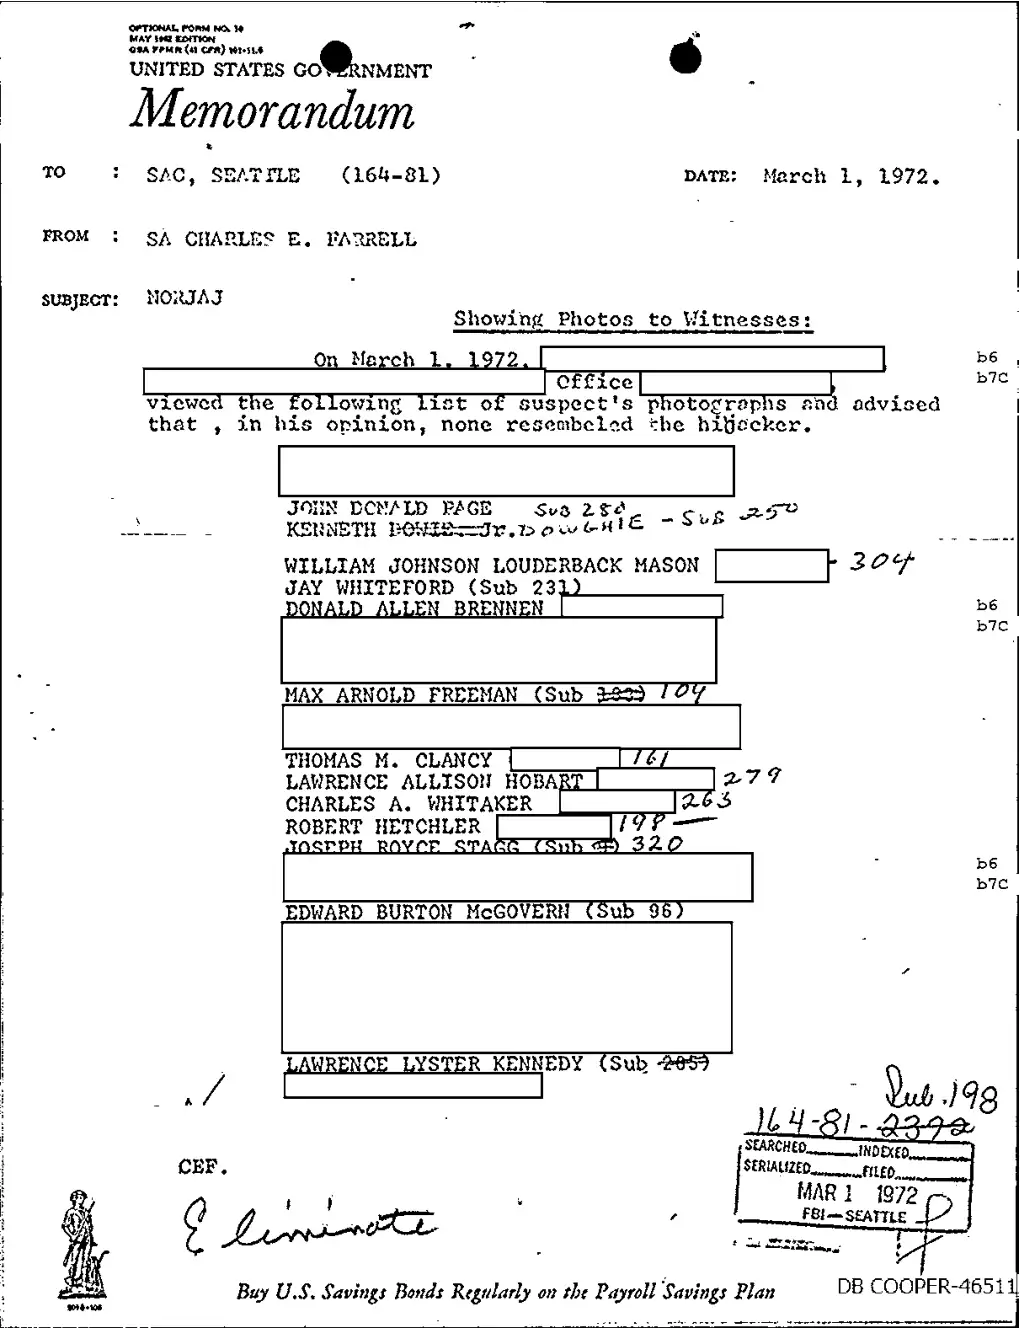 OPTIONAL FORM NO. 10
MAY 1962 EDITION
GSA FPMR (41 CFR) 101-11.6
UNITED STATES GOVERNMENT
Memorandum
TO : SAC, SEATTLE (164-81) DATE: March 1, 1972.
FROM : SA CHARLES E. FARRELL
SUBJECT: NORJAJ
Showing Photos to Witnesses:
On March 1, 1972, b6
Office b7C
viewed the following list of suspect's photographs and advised
that , in his opinion, none resembeled the hijacker.
JOHN DONALD PAGE Sub 280
KENNETH DOWIE Jr. DOWGHIE - SUB 250
WILLIAM JOHNSON LOUDERBACK MASON - 304
JAY WHITEFORD (Sub 231)
DONALD ALLEN BRENNEN b6
b7C
MAX ARNOLD FREEMAN (Sub 104
THOMAS M. CLANCY 161
LAWRENCE ALLISON HOBART 279
CHARLES A. WHITAKER 263
ROBERT HETCHLER 198
JOSEPH ROYCE STAGG (Sub 320
b6
b7C
EDWARD BURTON McGOVERN (Sub 96)
LAWRENCE LYSTER KENNEDY (Sub 205)
Sub. 198
164-81-2392
SEARCHED INDEXED
SERIALIZED FILED
CEF.
MAR 1 1972
FBI—SEATTLE
Eliminate
5010-108
Buy U.S. Savings Bonds Regularly on the Payroll Savings Plan
DB COOPER-46511